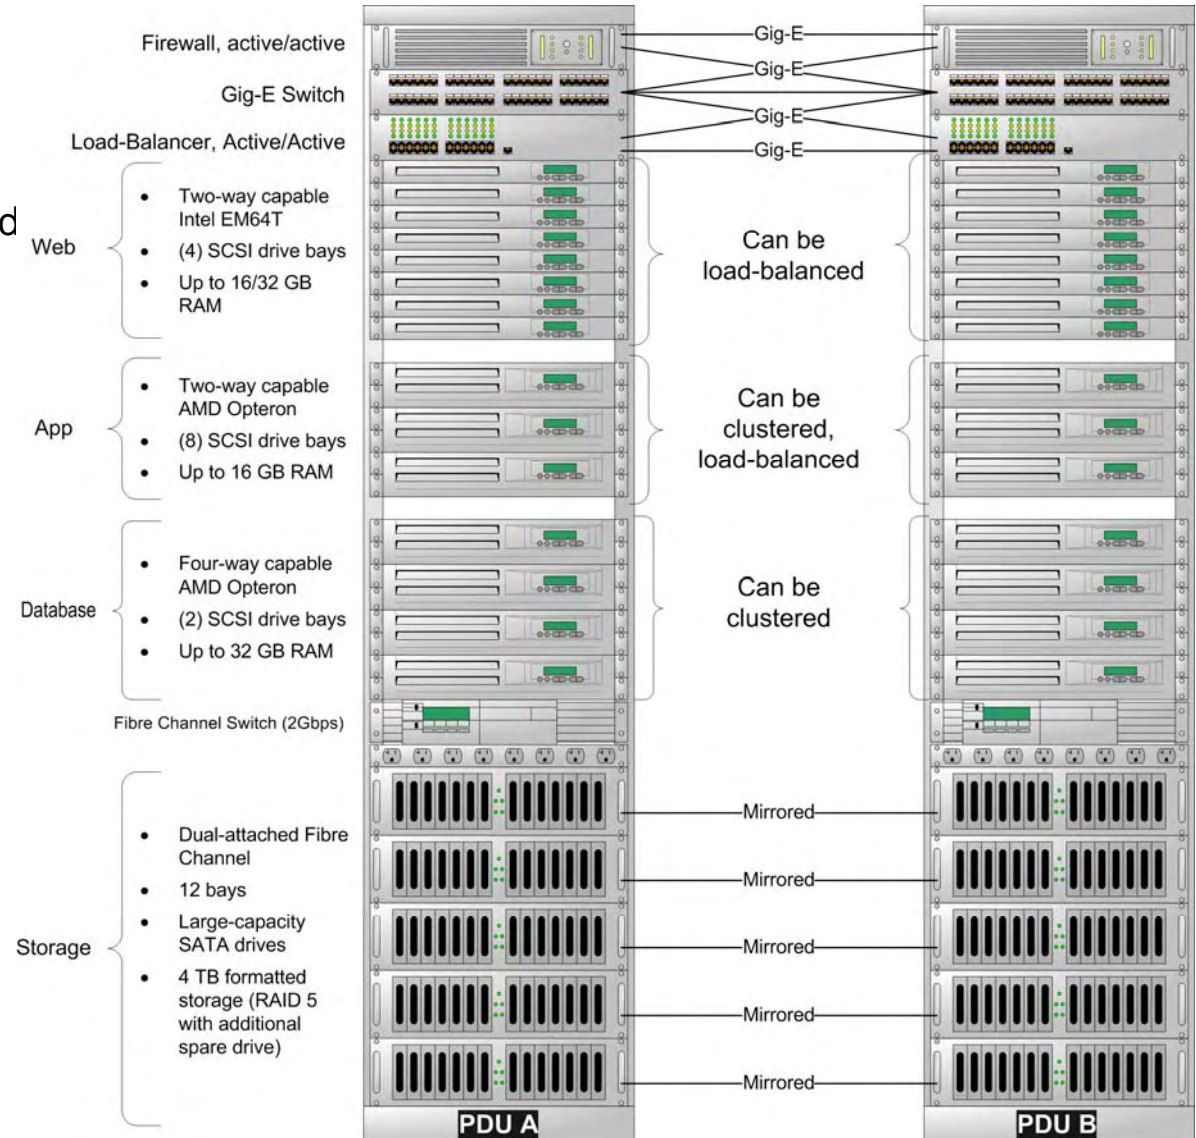 Firewall, active/active
Gig-E
Gig-E Switch
Gig-E
Load-Balancer, Active/Active
Gig-E
Gig-E
d
Web
• Two-way capable
Intel EM64T
• (4) SCSI drive bays
• Up to 16/32 GB
RAM
Can be
load-balanced
App
• Two-way capable
AMD Opteron
• (8) SCSI drive bays
• Up to 16 GB RAM
Can be
clustered,
load-balanced
Database
• Four-way capable
AMD Opteron
• (2) SCSI drive bays
• Up to 32 GB RAM
Can be
clustered
Fibre Channel Switch (2Gbps)
Storage
• Dual-attached Fibre
Channel
• 12 bays
• Large-capacity
SATA drives
• 4 TB formatted
storage (RAID 5
with additional
spare drive)
Mirrored
Mirrored
Mirrored
Mirrored
Mirrored
PDU A
PDU B